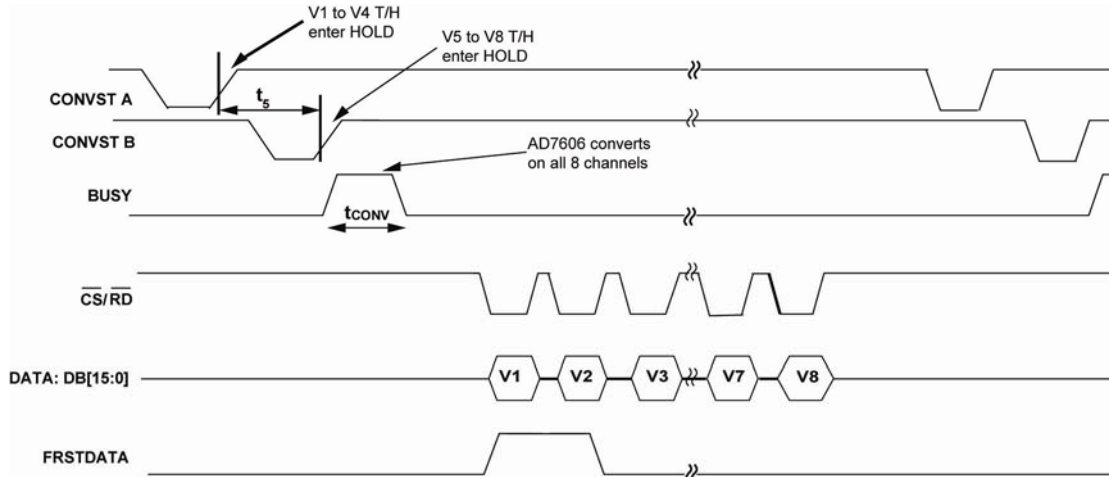 V1 to V4 T/H
enter HOLD
V5 to V8 T/H
enter HOLD
CONVST A
t5
CONVST B
AD7606 converts
on all 8 channels
BUSY
tCONV
CS/RD
DATA: DB[15:0]
V1
V2
V3
V7
V8
FRSTDATA